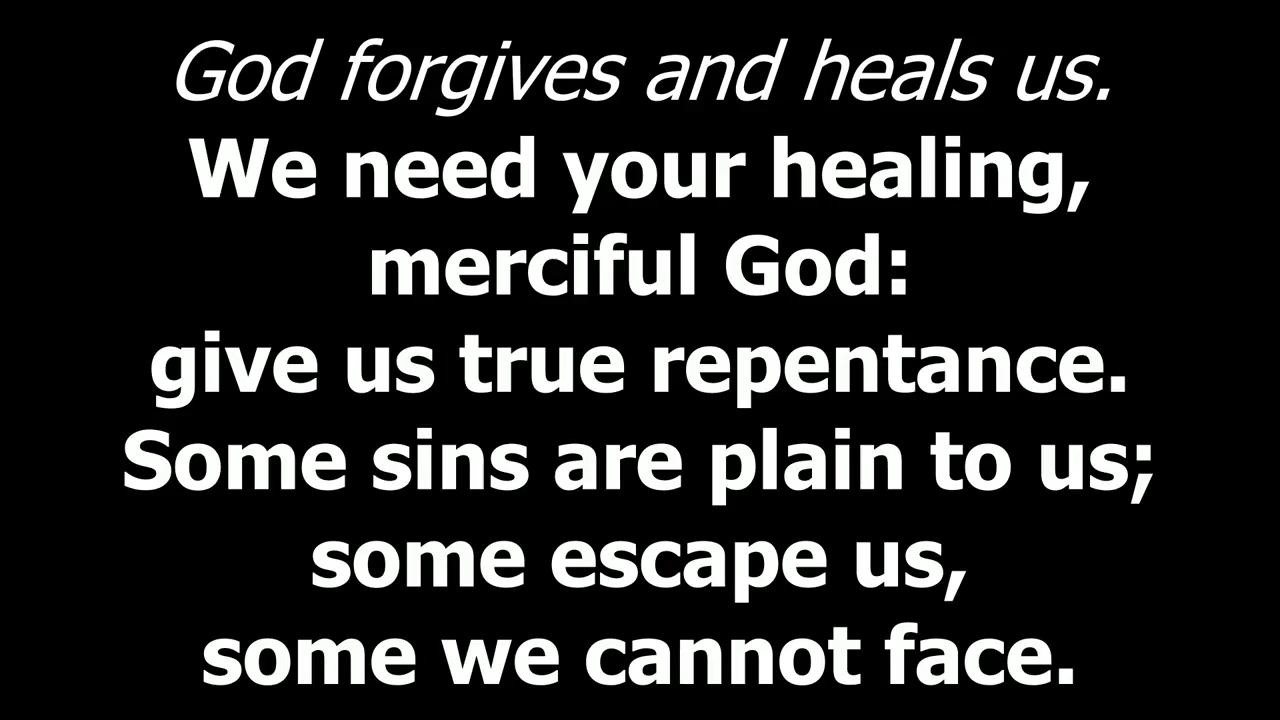 God forgives and heals us.
We need your healing,
merciful God:
give us true repentance.
Some sins are plain to us;
some escape us,
some we cannot face.